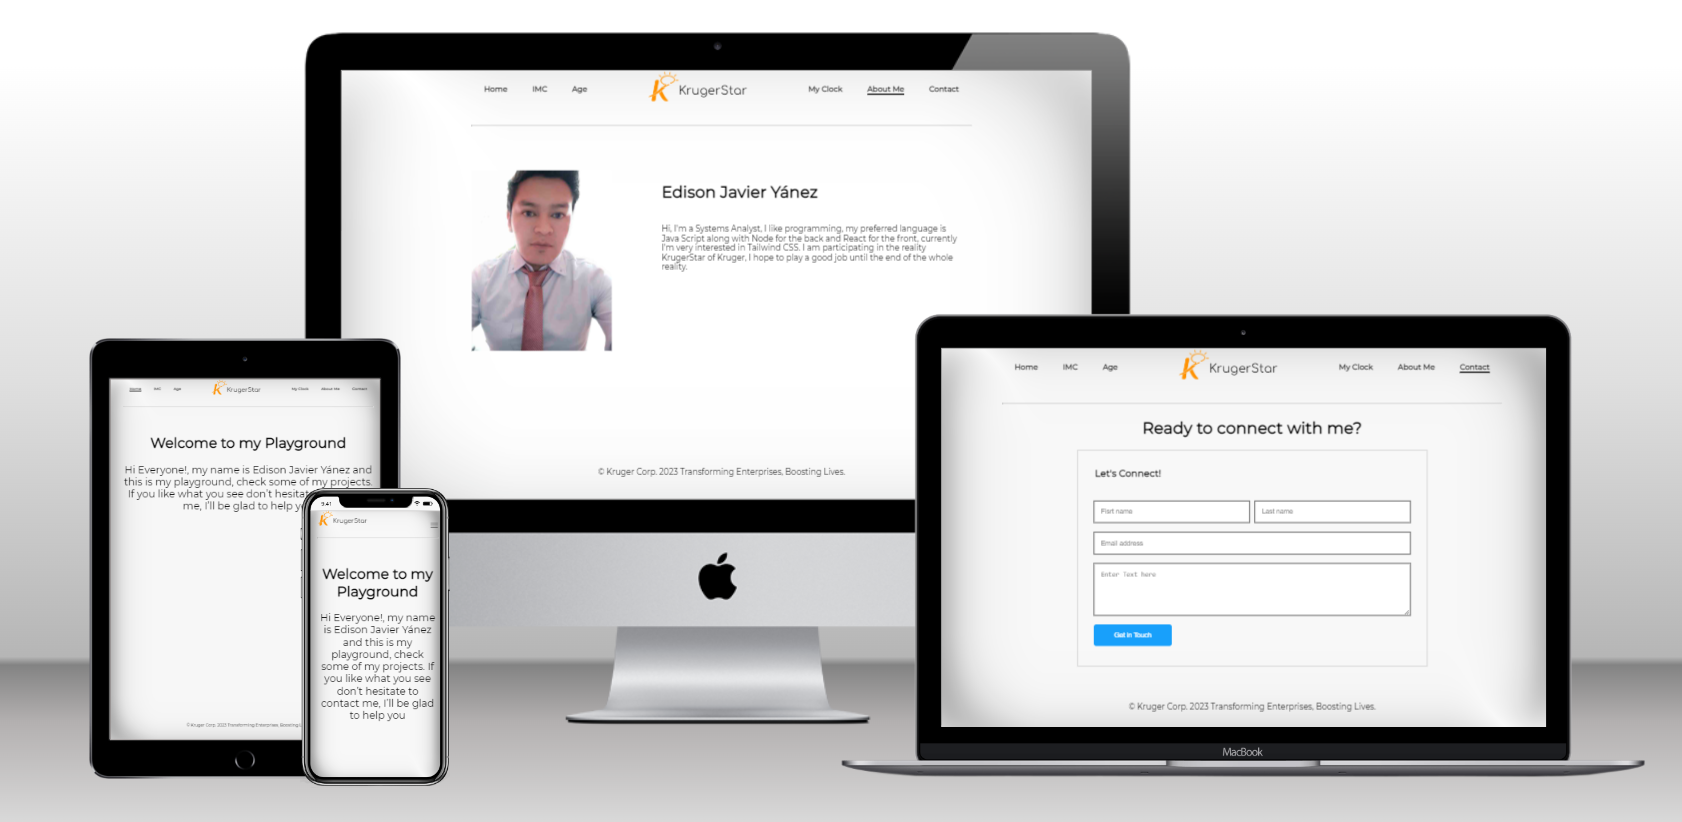 Home IMC Age KrugerStar My Clock About Me Contact
Edison Javier Yánez
Hi, I'm a Systems Analyst, I like programming, my preferred language is
Java Script along with Node for the back and React for the front, currently
I'm very interested in Tailwind CSS. I am participating in the reality
KrugerStar of Kruger, I hope to play a good job until the end of the whole
reality.
© Kruger Corp. 2023 Transforming Enterprises, Boosting Lives.
Home IMC Age KrugerStar My Clock About Me Contact
Welcome to my Playground
Hi Everyone!, my name is Edison Javier Yánez and
this is my playground, check some of my projects.
If you like what you see don't hesitate
me, I'll be glad to help
© Kruger Corp. 2023 Transforming Enterprises,
9:41
KrugerStar
Welcome to my
Playground
Hi Everyone!, my name
is Edison Javier Yánez
and this is my
playground, check
some of my projects. If
you like what you see
don't hesitate to
contact me, I'll be glad
to help you
Home IMC Age KrugerStar My Clock About Me Contact
Ready to connect with me?
Let's Connect!
First name Last name
Email address
Enter Text here
Get in Touch
© Kruger Corp. 2023 Transforming Enterprises, Boosting Lives.
MacBook